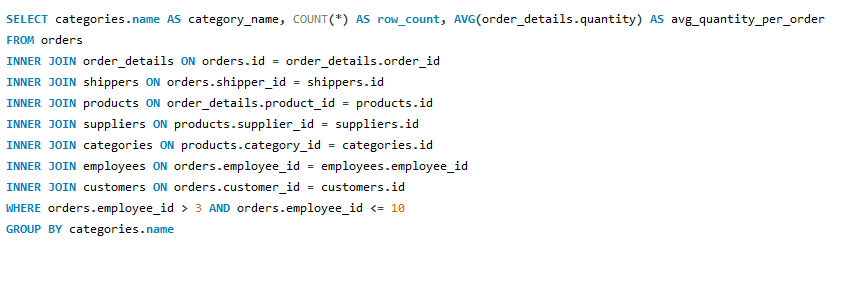 SELECT categories.name AS category_name, COUNT(*) AS row_count, AVG(order_details.quantity) AS avg_quantity_per_order
FROM orders
INNER JOIN order_details ON orders.id = order_details.order_id
INNER JOIN shippers ON orders.shipper_id = shippers.id
INNER JOIN products ON order_details.product_id = products.id
INNER JOIN suppliers ON products.supplier_id = suppliers.id
INNER JOIN categories ON products.category_id = categories.id
INNER JOIN employees ON orders.employee_id = employees.employee_id
INNER JOIN customers ON orders.customer_id = customers.id
WHERE orders.employee_id > 3 AND orders.employee_id <= 10
GROUP BY categories.name